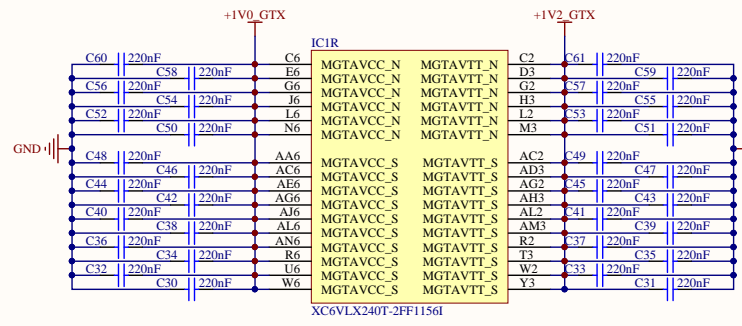 +1V0_GTX +1V2_GTX
IC1R
C60 220nF C6 MGTAVCC_N MGTAVTT_N C2 C61 220nF
C58 220nF E6 D3 C59 220nF
C56 220nF G6 MGTAVCC_N MGTAVTT_N G2 C57 220nF
C54 220nF J6 MGTAVCC_N MGTAVTT_N H3 C55 220nF
C52 220nF L6 MGTAVCC_N MGTAVTT_N L2 C53 220nF
C50 220nF N6 MGTAVCC_N MGTAVTT_N M3 C51 220nF
MGTAVCC_N MGTAVTT_N
GND
C48 220nF AA6 MGTAVCC_S MGTAVTT_S AC2 C49 220nF
C46 220nF AC6 MGTAVCC_S MGTAVTT_S AD3 C47 220nF
C44 220nF AE6 MGTAVCC_S MGTAVTT_S AG2 C45 220nF
C42 220nF AG6 MGTAVCC_S MGTAVTT_S AH3 C43 220nF
C40 220nF AJ6 MGTAVCC_S MGTAVTT_S AL2 C41 220nF
C38 220nF AL6 MGTAVCC_S MGTAVTT_S AM3 C39 220nF
C36 220nF AN6 MGTAVCC_S MGTAVTT_S R2 C37 220nF
C34 220nF R6 MGTAVCC_S MGTAVTT_S T3 C35 220nF
C32 220nF U6 MGTAVCC_S MGTAVTT_S W2 C33 220nF
C30 220nF W6 MGTAVCC_S MGTAVTT_S Y3 C31 220nF
XC6VLX240T-2FF1156I